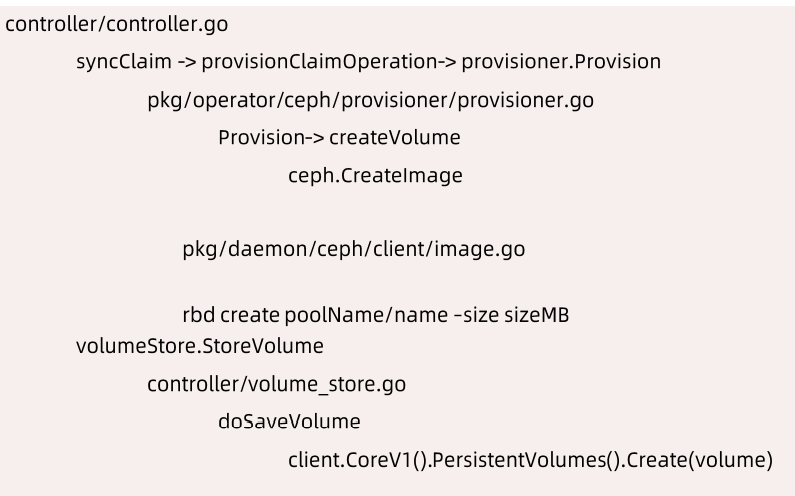 controller/controller.go
syncClaim -> provisionClaimOperation-> provisioner.Provision
pkg/operator/ceph/provisioner/provisioner.go
Provision-> createVolume
ceph.CreateImage
pkg/daemon/ceph/client/image.go
rbd create poolName/name –size sizeMB
volumeStore.StoreVolume
controller/volume_store.go
doSaveVolume
client.CoreV1().PersistentVolumes().Create(volume)